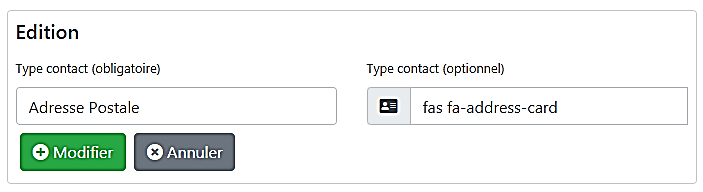 Edition
Type contact (obligatoire) Type contact (optionnel)
Adresse Postale fas fa-address-card
Modifier Annuler